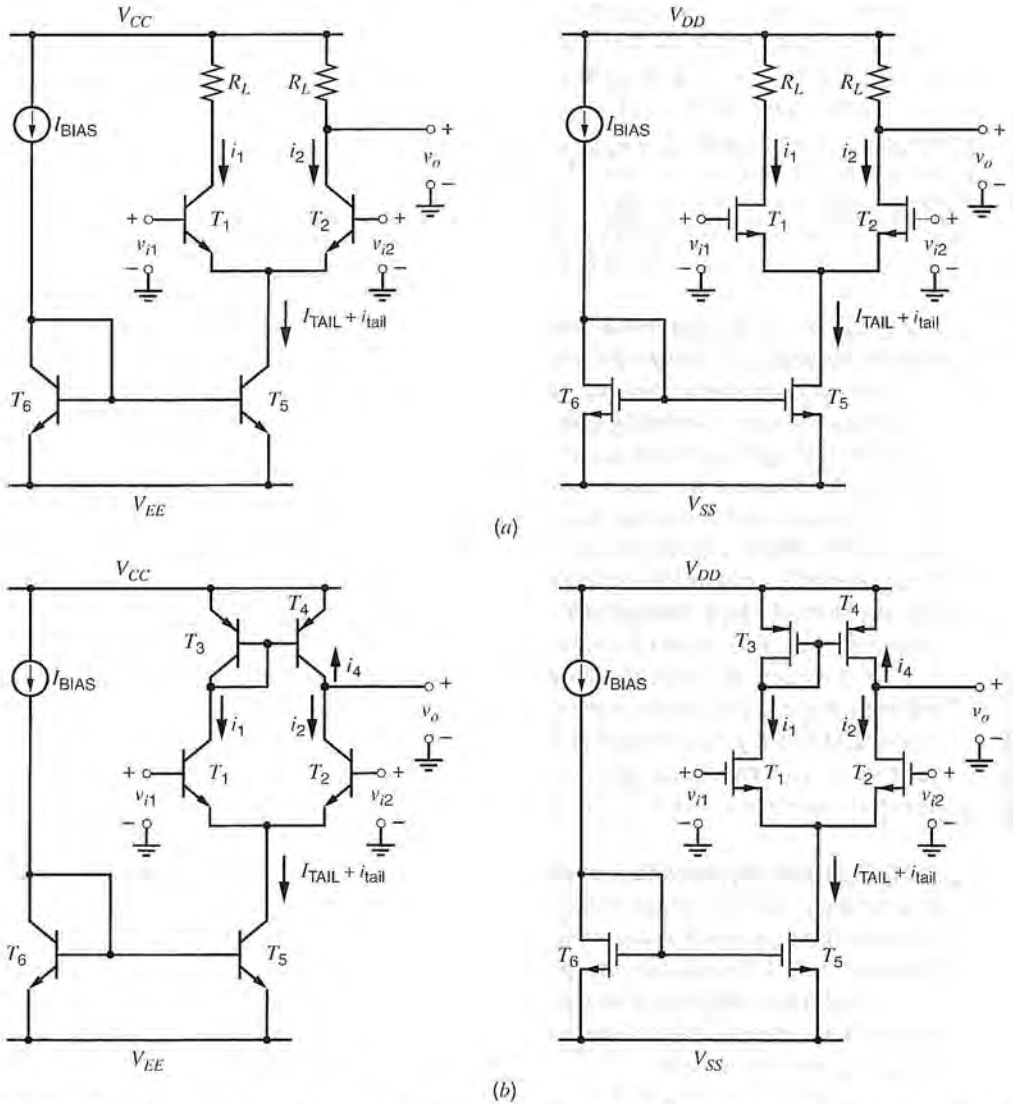 V_CC
V_DD
R_L
R_L
R_L
R_L
I_BIAS
I_BIAS
i_1
i_2
i_1
i_2
+
v_o
−
+
v_o
−
+
v_i1
−
T_1
T_2
+
v_i2
−
+
v_i1
−
T_1
T_2
+
v_i2
−
I_TAIL + i_tail
I_TAIL + i_tail
T_6
T_5
T_6
T_5
V_EE
V_SS
(a)
V_CC
V_DD
T_3
T_4
T_3
T_4
I_BIAS
I_BIAS
i_4
i_4
i_1
i_2
i_1
i_2
+
v_o
−
+
v_o
−
+
v_i1
−
T_1
T_2
+
v_i2
−
+
v_i1
−
T_1
T_2
+
v_i2
−
I_TAIL + i_tail
I_TAIL + i_tail
T_6
T_5
T_6
T_5
V_EE
V_SS
(b)